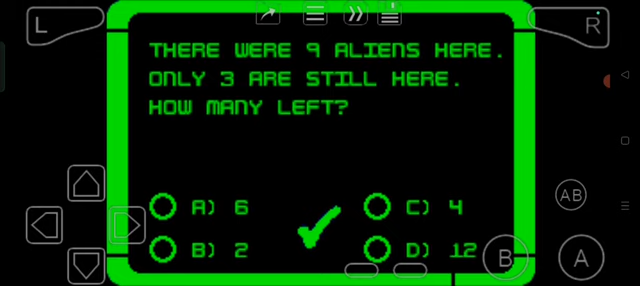 L
R
THERE WERE 9 ALIENS HERE.
ONLY 3 ARE STILL HERE.
HOW MANY LEFT?
AB
A) 6
C) 4
B) 2
D) 12
B
A